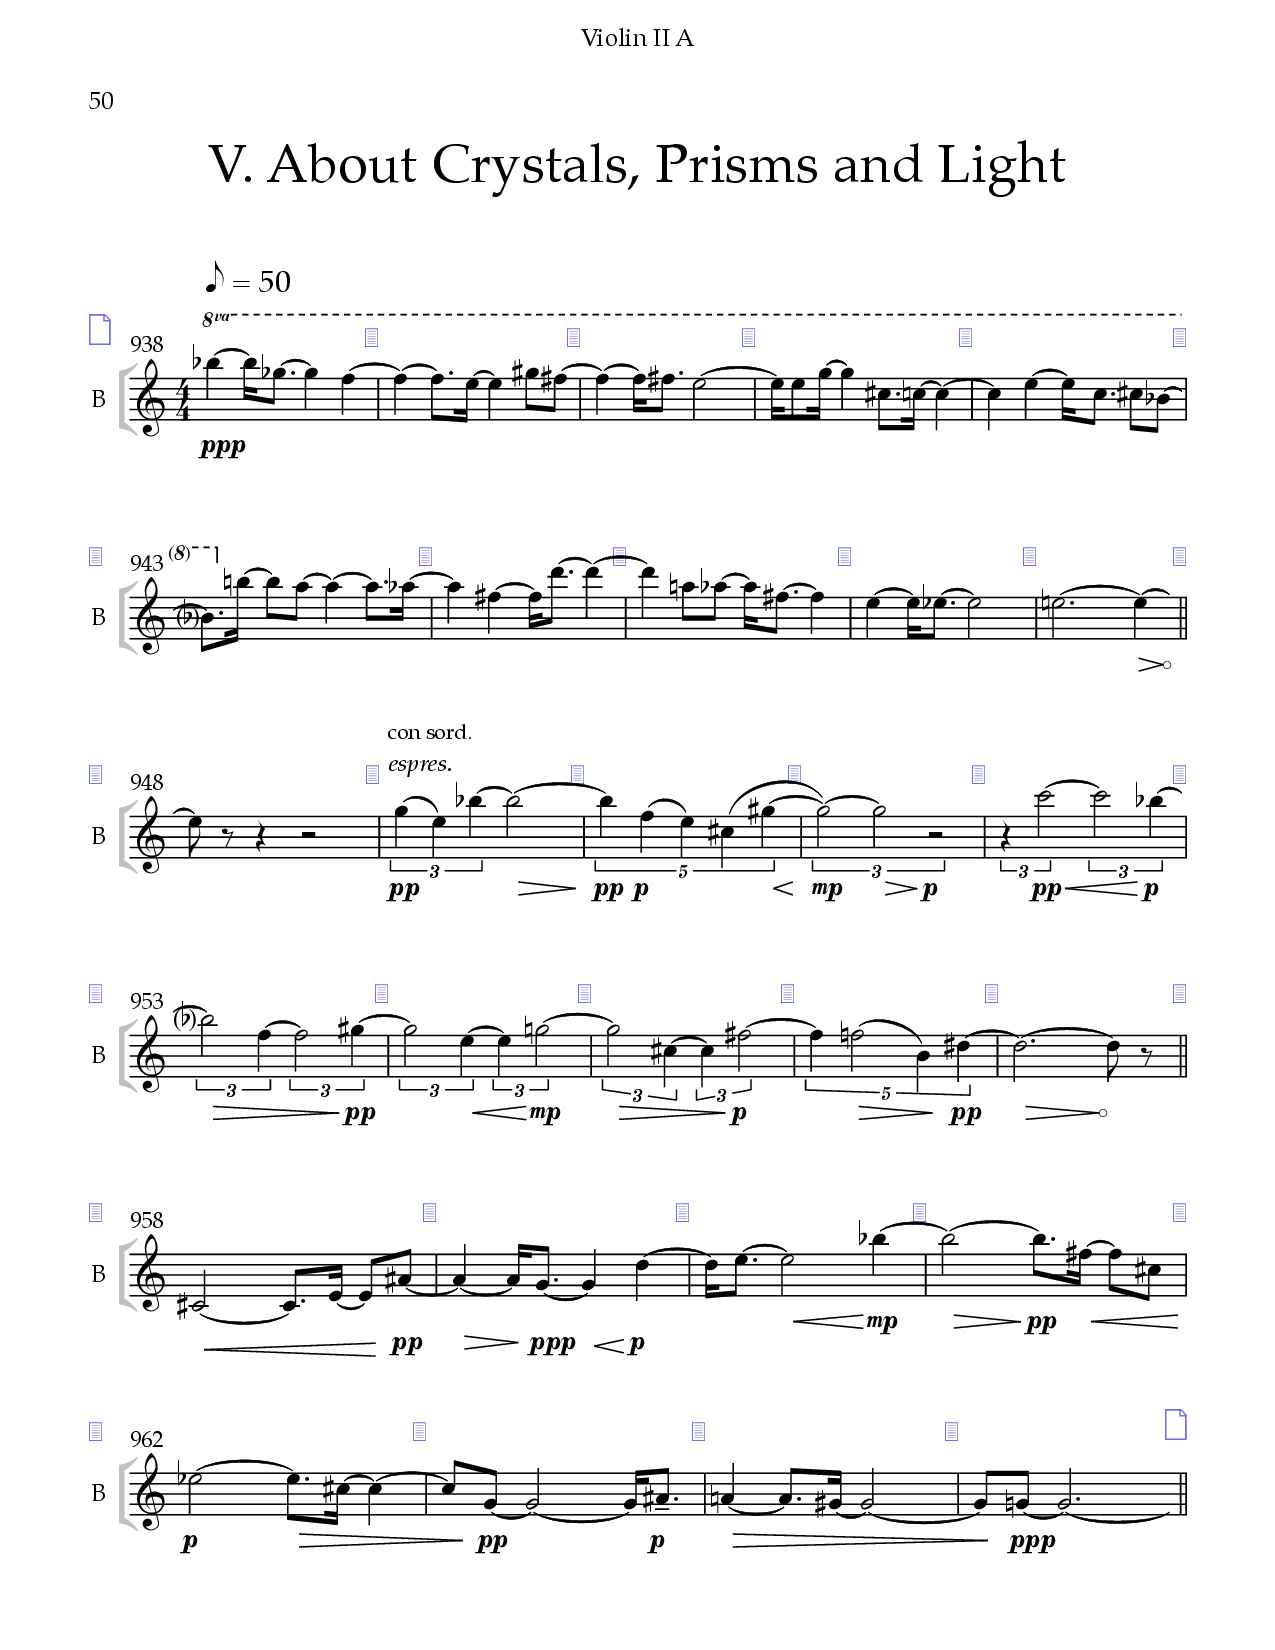 Violin II A
50
V. About Crystals, Prisms and Light
= 50
8va
938
B
ppp
(8)
943
B
con sord.
espres.
948
B
3 5 3 3 3
pp pp p mp p pp p
953
B
3 3 3 3 3 3 5
pp mp p pp
958
B
pp ppp p mp pp
962
B
p pp p ppp